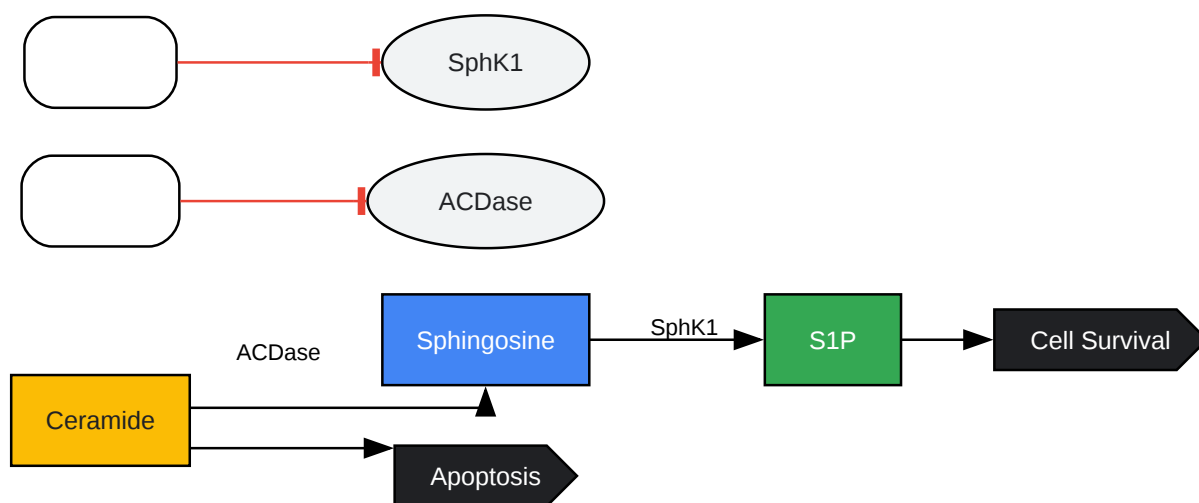 SphK1
ACDase
Sphingosine
SphK1
S1P
Cell Survival
ACDase
Ceramide
Apoptosis